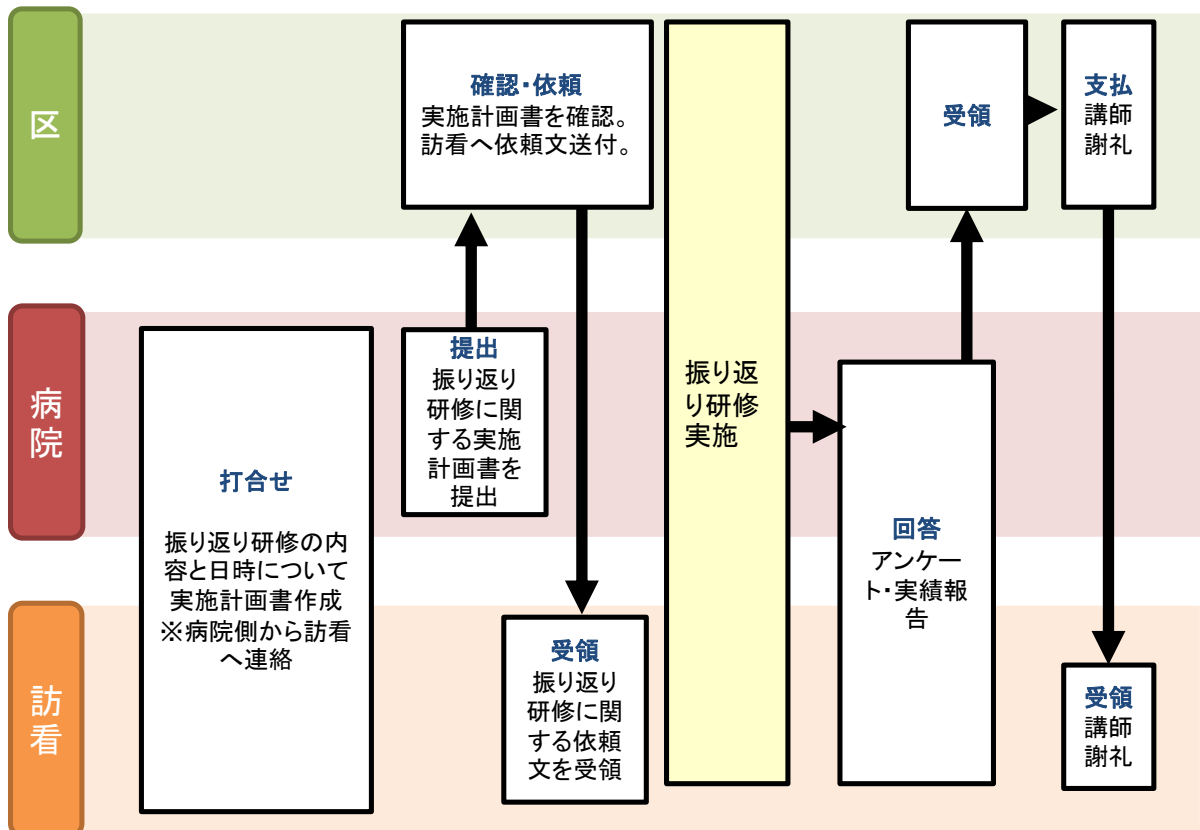 区
確認・依頼
実施計画書を確認。
訪看へ依頼文送付。
受領
支払
講師
謝礼
病
院
打合せ
振り返り研修の内
容と日時について
実施計画書作成
※病院側から訪看
へ連絡
提出
振り返り
研修に関
する実施
計画書を
提出
振り返
り研修
実施
回答
アンケー
ト・実績報
告
訪
看
受領
振り返り
研修に関
する依頼
文を受領
受領
講師
謝礼